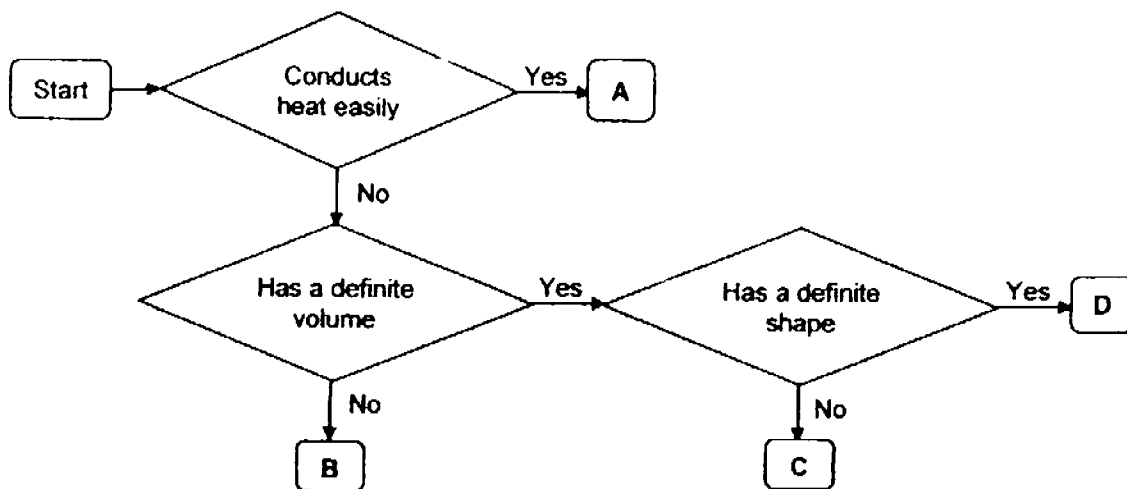 Start
Conducts
heat easily
Yes
A
No
Has a definite
volume
Yes
Has a definite
shape
Yes
D
No
B
No
C